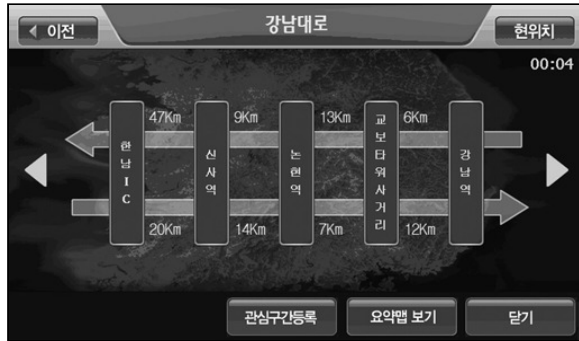 이전
강남대로
현위치
00:04
47Km
9Km
13Km
6Km
한남IC
신사역
논현역
교보타워사거리
강남역
20Km
14Km
7Km
12Km
관심구간등록
요약맵 보기
닫기